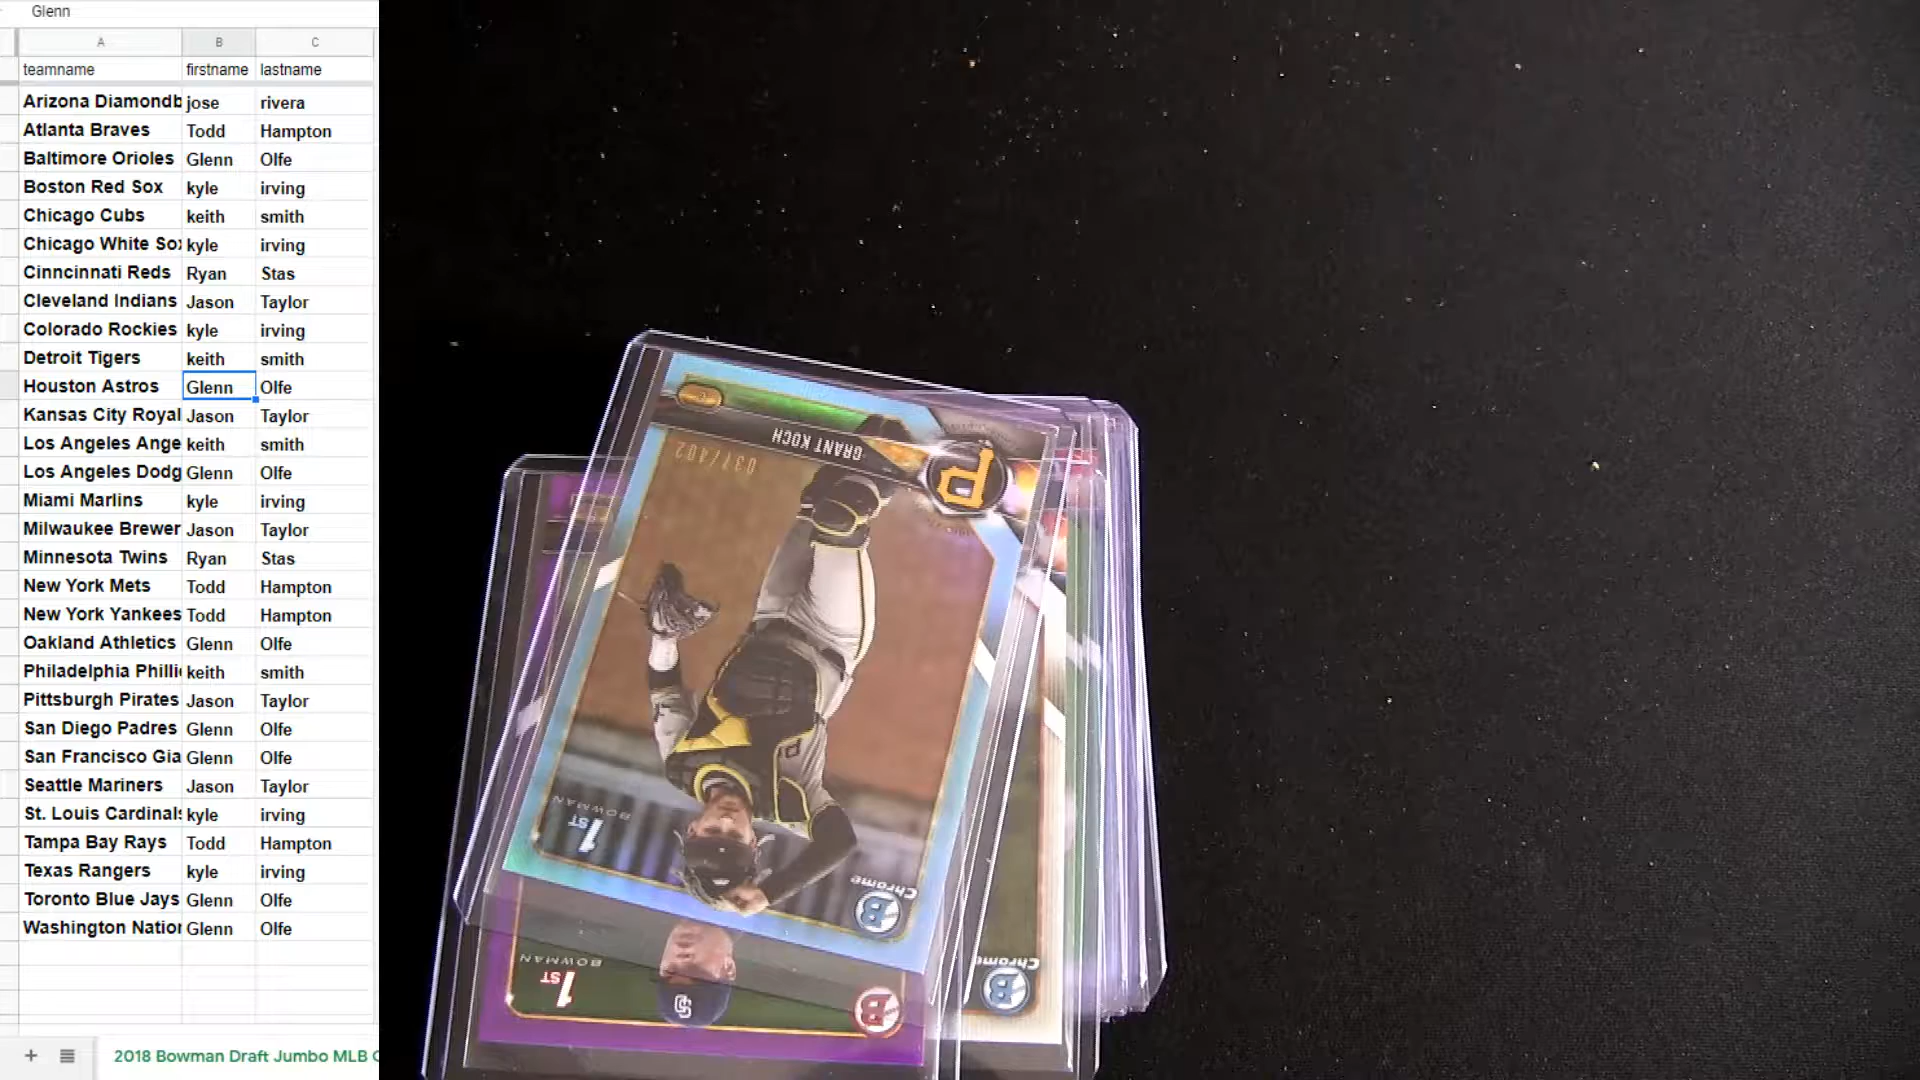 Glenn
A B C
teamname firstname lastname
Arizona Diamondb jose rivera
Atlanta Braves Todd Hampton
Baltimore Orioles Glenn Olfe
Boston Red Sox kyle irving
Chicago Cubs keith smith
Chicago White Sox kyle irving
Cinncinnati Reds Ryan Stas
Cleveland Indians Jason Taylor
Colorado Rockies kyle irving
Detroit Tigers keith smith
Houston Astros Glenn Olfe
Kansas City Royal Jason Taylor
Los Angeles Ange keith smith
Los Angeles Dodg Glenn Olfe
Miami Marlins kyle irving
Milwaukee Brewer Jason Taylor
Minnesota Twins Ryan Stas
New York Mets Todd Hampton
New York Yankees Todd Hampton
Oakland Athletics Glenn Olfe
Philadelphia Phillie keith smith
Pittsburgh Pirates Jason Taylor
San Diego Padres Glenn Olfe
San Francisco Gia Glenn Olfe
Seattle Mariners Jason Taylor
St. Louis Cardinals kyle irving
Tampa Bay Rays Todd Hampton
Texas Rangers kyle irving
Toronto Blue Jays Glenn Olfe
Washington Nation Glenn Olfe
2018 Bowman Draft Jumbo MLB C
GRANT KOCH
037/402
P
1ST
BOWMAN
B
Chrome
1ST
BOWMAN
SD
B
B
Chrome